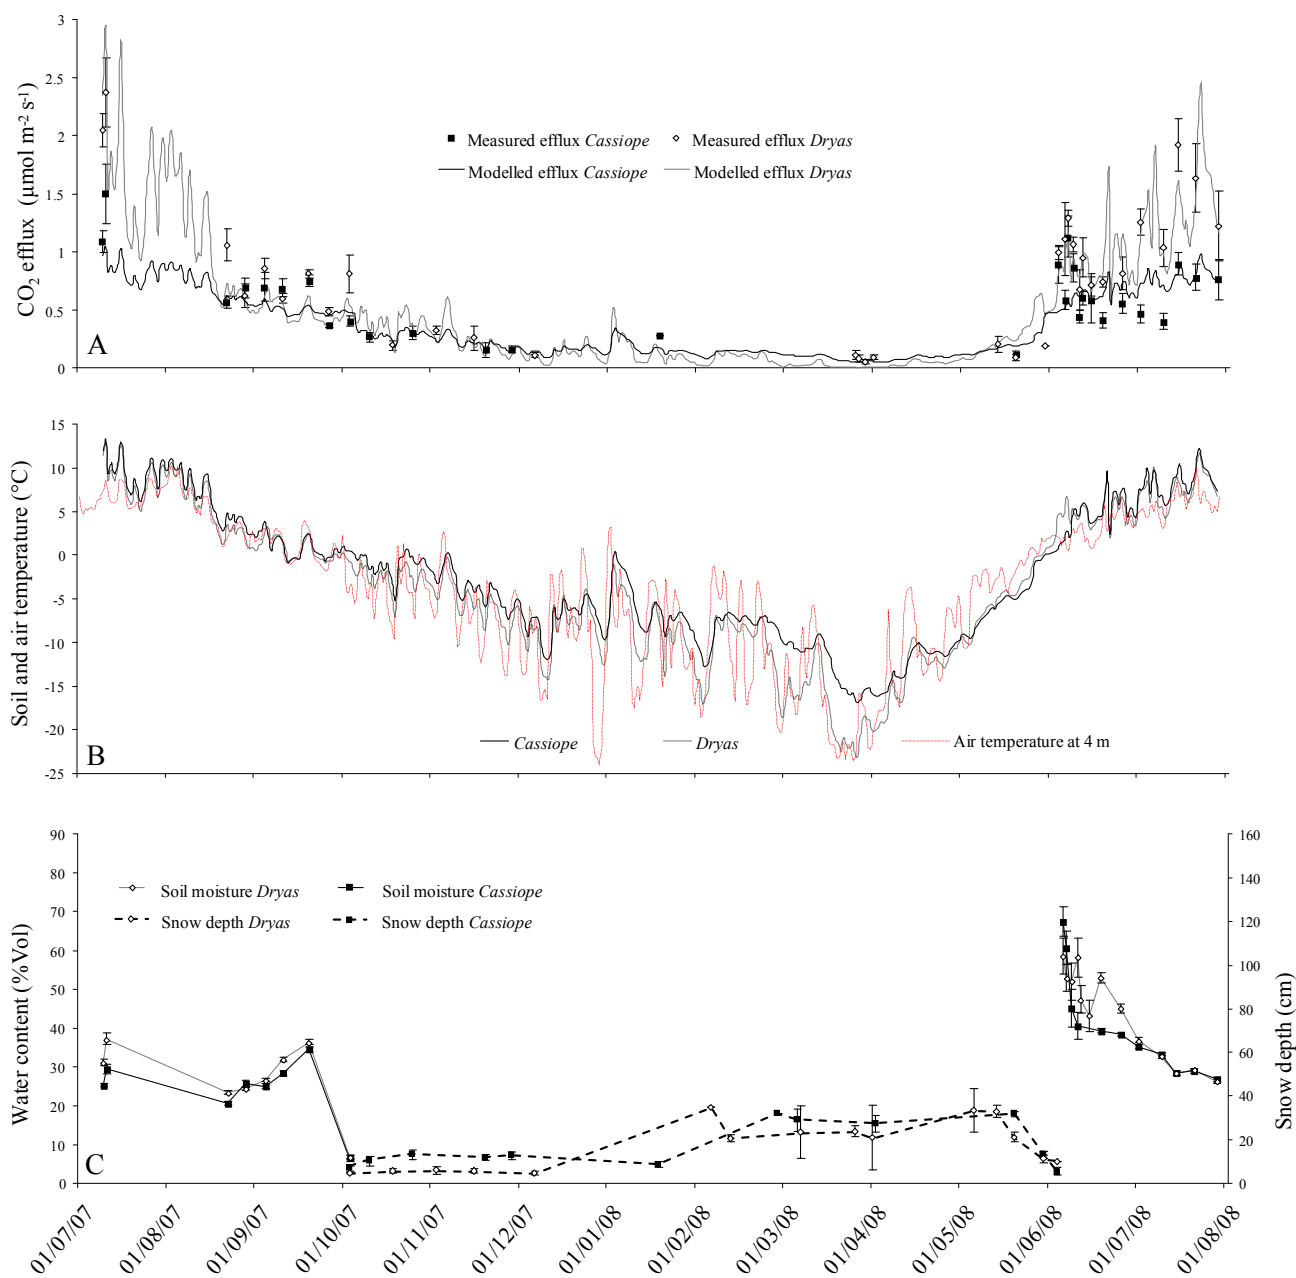 3
2.5
2
1.5
1
0.5
0
CO2 efflux (µmol m-2 s-1)
Measured efflux Cassiope
Measured efflux Dryas
Modelled efflux Cassiope
Modelled efflux Dryas
A
15
10
5
0
-5
-10
-15
-20
-25
Soil and air temperature (°C)
Cassiope
Dryas
Air temperature at 4 m
B
90
80
70
60
50
40
30
20
10
0
Water content (%Vol)
Soil moisture Dryas
Soil moisture Cassiope
Snow depth Dryas
Snow depth Cassiope
160
140
120
100
80
60
40
20
0
Snow depth (cm)
C
01/07/07
01/08/07
01/09/07
01/10/07
01/11/07
01/12/07
01/01/08
01/02/08
01/03/08
01/04/08
01/05/08
01/06/08
01/07/08
01/08/08